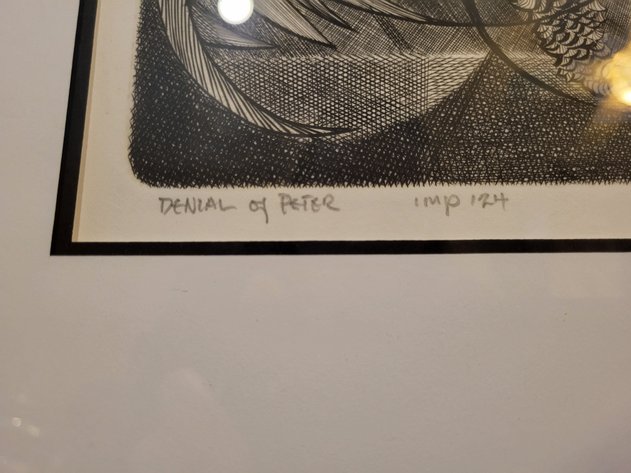 DENIAL of PETER imp 124